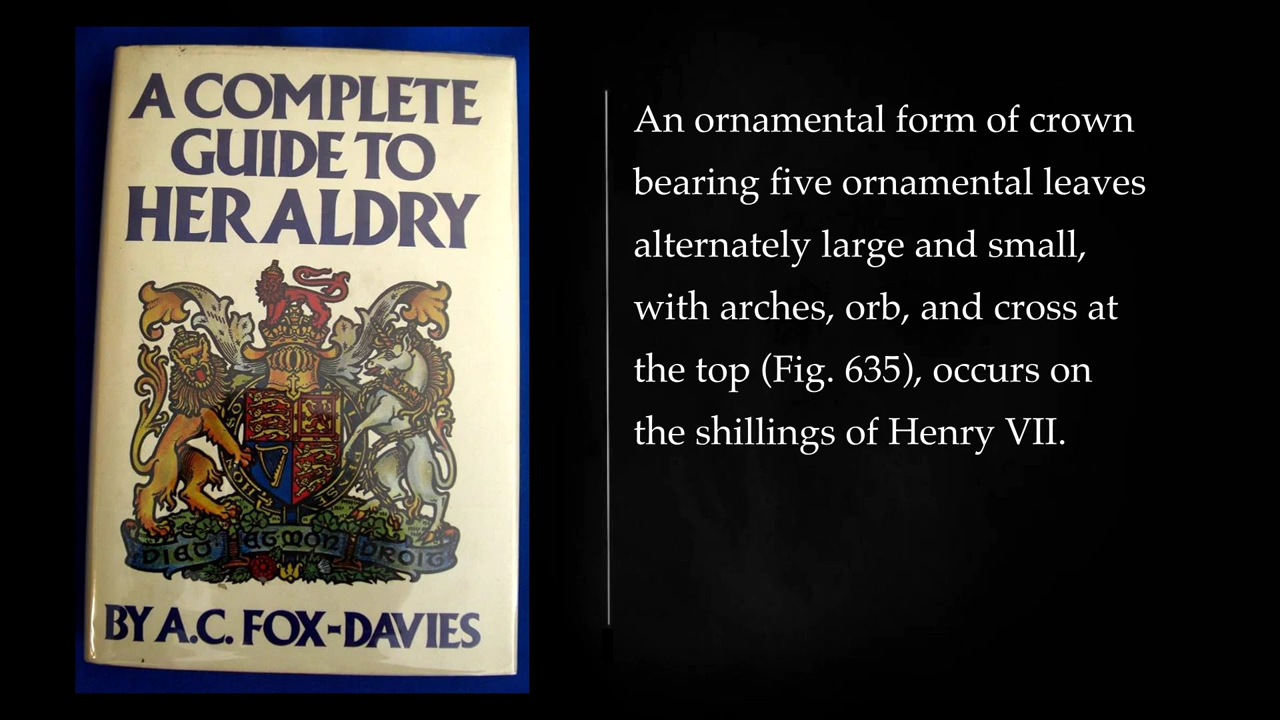 A COMPLETE
GUIDE TO
HERALDRY
DIEU ET MON DROIT
BY A.C. FOX-DAVIES
An ornamental form of crown
bearing five ornamental leaves
alternately large and small,
with arches, orb, and cross at
the top (Fig. 635), occurs on
the shillings of Henry VII.